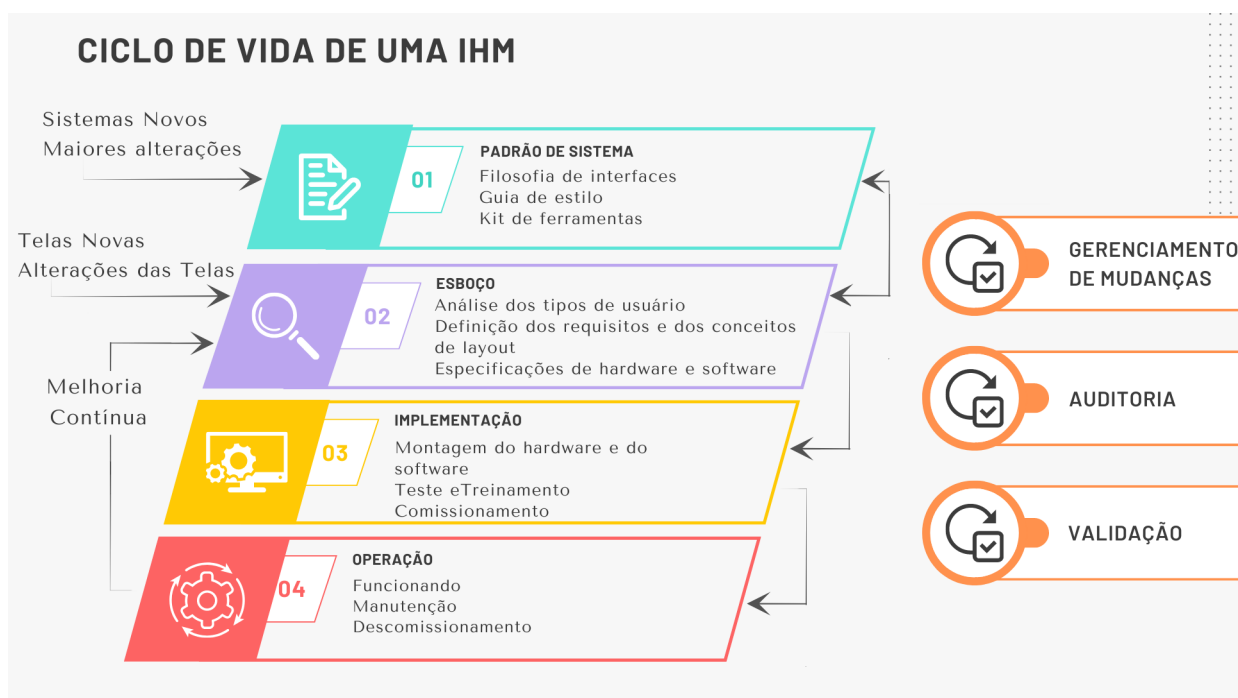 CICLO DE VIDA DE UMA IHM
Sistemas Novos
Maiores alterações
01
PADRÃO DE SISTEMA
Filosofia de interfaces
Guia de estilo
Kit de ferramentas
Telas Novas
Alterações das Telas
02
ESBOÇO
Análise dos tipos de usuário
Definição dos requisitos e dos conceitos
de layout
Especificações de hardware e software
Melhoria
Contínua
03
IMPLEMENTAÇÃO
Montagem do hardware e do
software
Teste eTreinamento
Comissionamento
04
OPERAÇÃO
Funcionando
Manutenção
Descomissionamento
GERENCIAMENTO
DE MUDANÇAS
AUDITORIA
VALIDAÇÃO